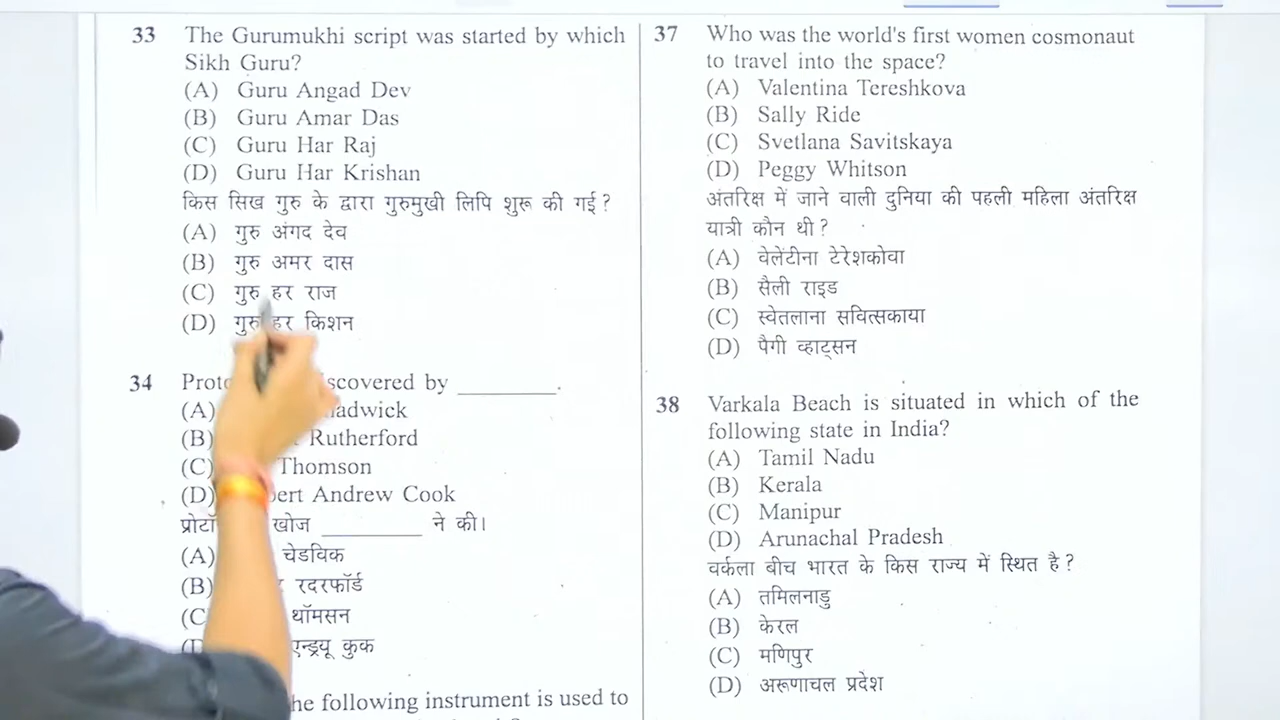 33 The Gurumukhi script was started by which
Sikh Guru?
(A) Guru Angad Dev
(B) Guru Amar Das
(C) Guru Har Raj
(D) Guru Har Krishan
किस सिख गुरु के द्वारा गुरुमुखी लिपि शुरू की गई ?
(A) गुरु अंगद देव
(B) गुरु अमर दास
(C) गुरु हर राज
(D) गुरु हर किशन
34 by ________.
(A)
(B) Rutherford
(C) Thomson
(D) Andrew Cook
खोज ________ ने की।
(A) चेडविक
(B) रदरफॉर्ड
(C थॉमसन
एन्ड्रयू कुक
following instrument is used to
37 Who was the world's first women cosmonaut
to travel into the space?
(A) Valentina Tereshkova
(B) Sally Ride
(C) Svetlana Savitskaya
(D) Peggy Whitson
अंतरिक्ष में जाने वाली दुनिया की पहली महिला अंतरिक्ष
यात्री कौन थी ?
(A) वेलेंटीना टेरेशकोवा
(B) सैली राइड
(C) स्वेतलाना सवित्सकाया
(D) पैगी व्हाट्सन
38 Varkala Beach is situated in which of the
following state in India?
(A) Tamil Nadu
(B) Kerala
(C) Manipur
(D) Arunachal Pradesh
वर्कला बीच भारत के किस राज्य में स्थित है ?
(A) तमिलनाडु
(B) केरल
(C) मणिपुर
(D) अरूणाचल प्रदेश